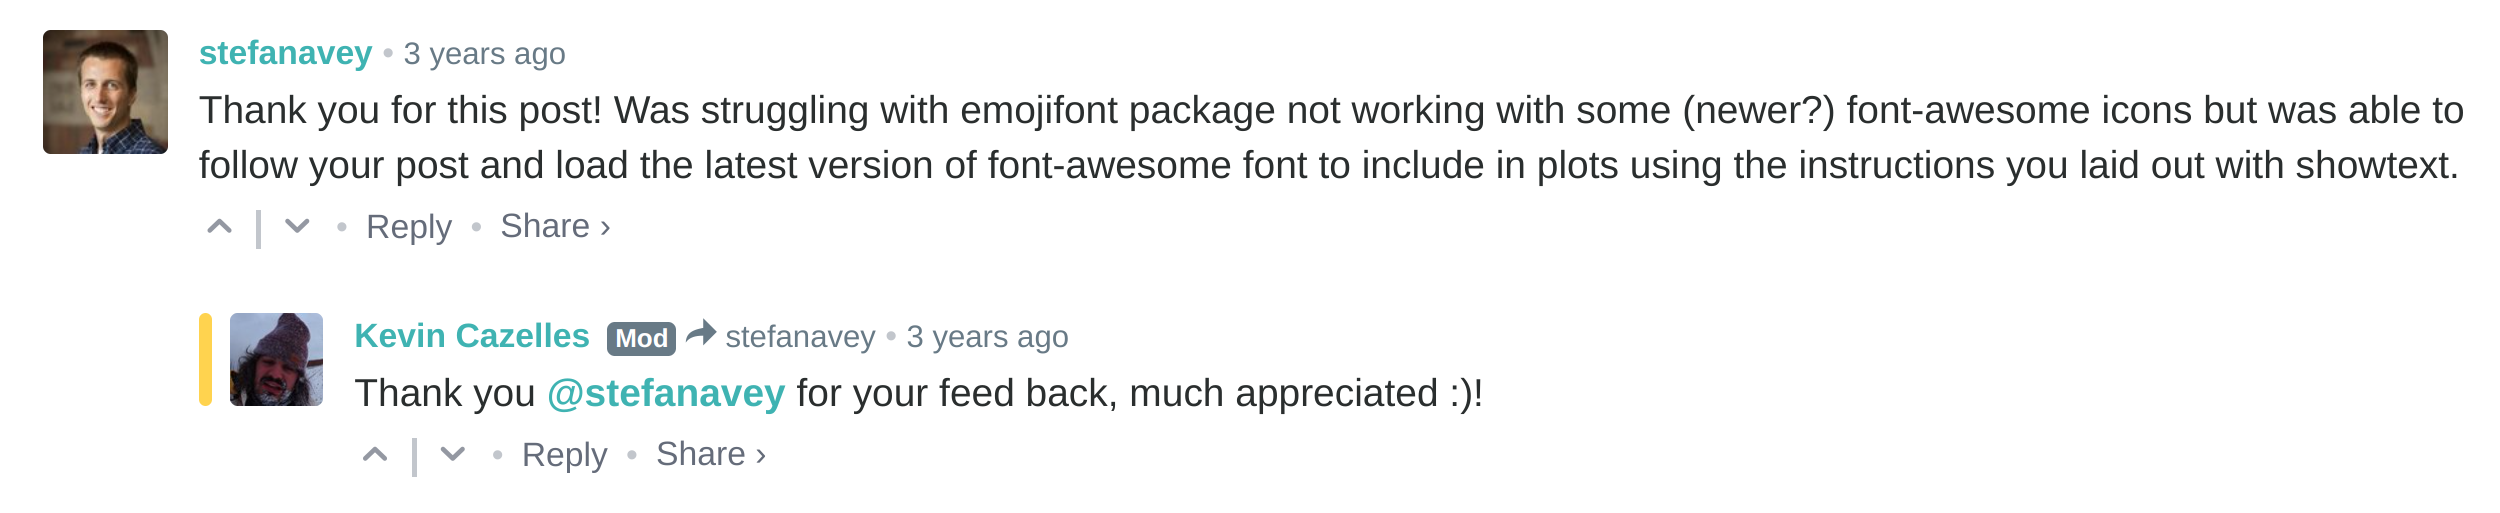 stefanavey • 3 years ago
Thank you for this post! Was struggling with emojifont package not working with some (newer?) font-awesome icons but was able to
follow your post and load the latest version of font-awesome font to include in plots using the instructions you laid out with showtext.
• Reply • Share ›
Kevin Cazelles Mod stefanavey • 3 years ago
Thank you @stefanavey for your feed back, much appreciated :)!
• Reply • Share ›